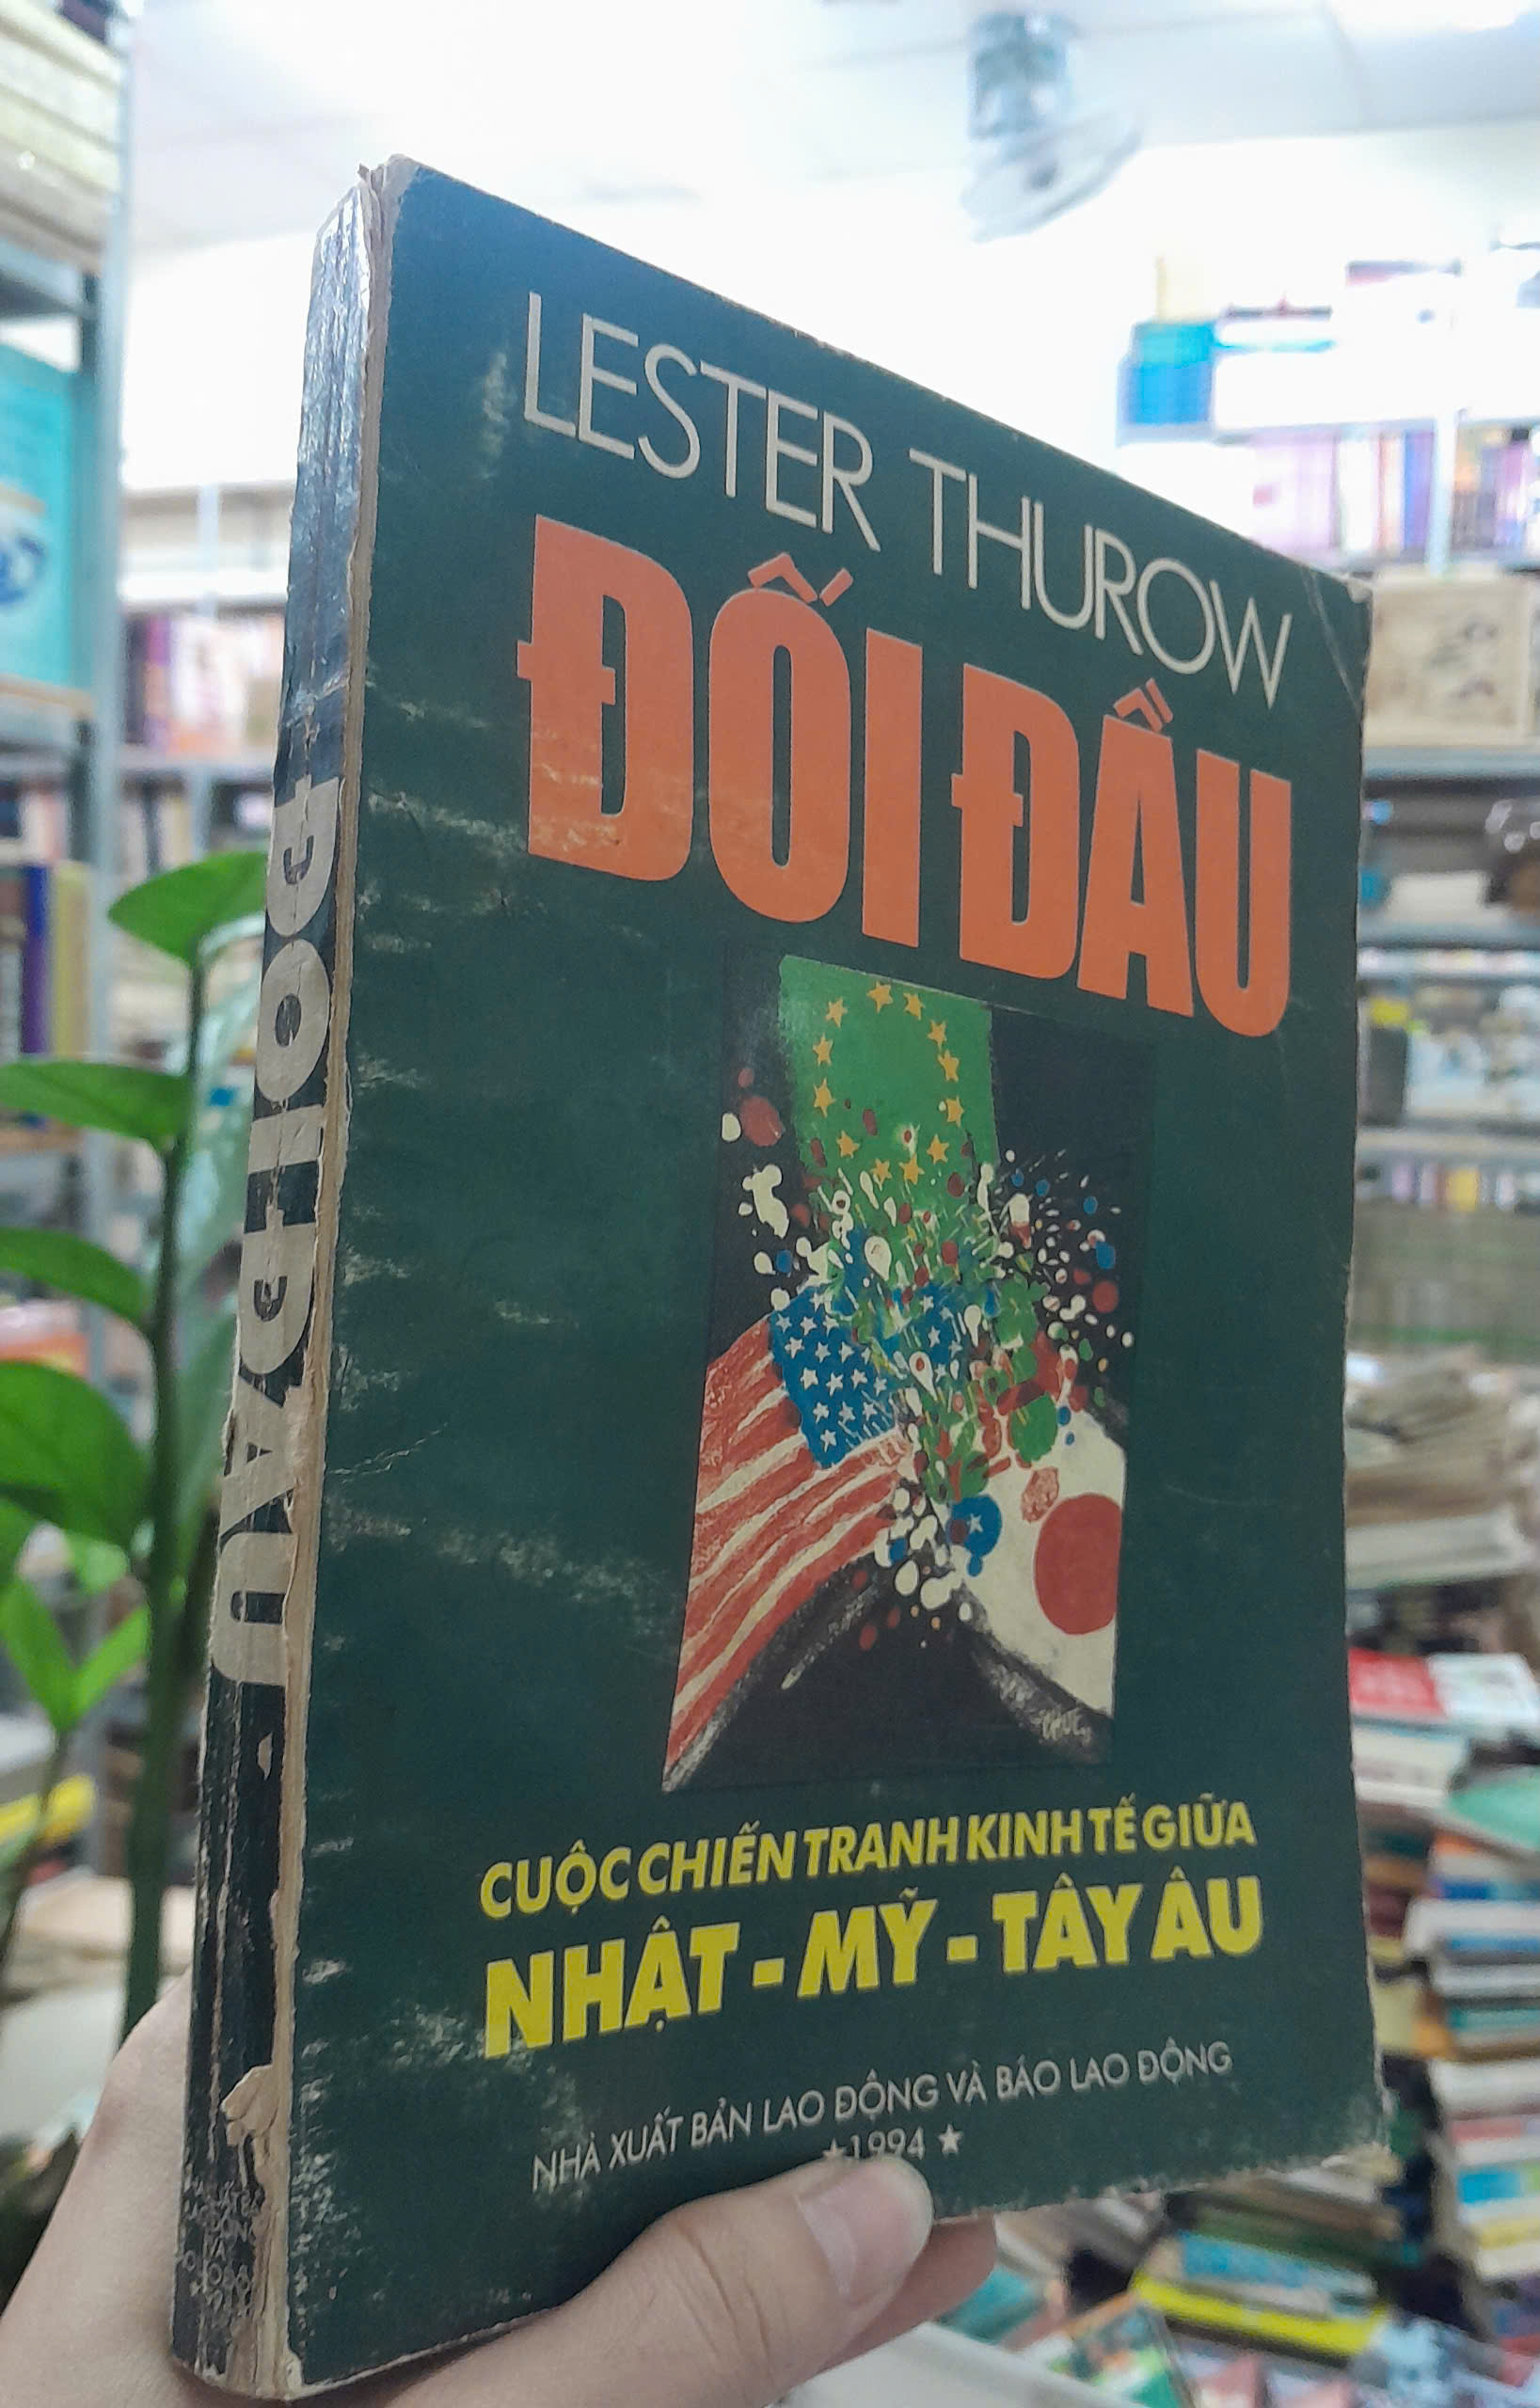 LESTER THUROW
ĐỐI ĐẦU
CUỘC CHIẾN TRANH KINH TẾ GIỮA
NHẬT - MỸ - TÂY ÂU
NHÀ XUẤT BẢN LAO ĐỘNG VÀ BÁO LAO ĐỘNG
★ 1994 ★
ĐỐI ĐẦU